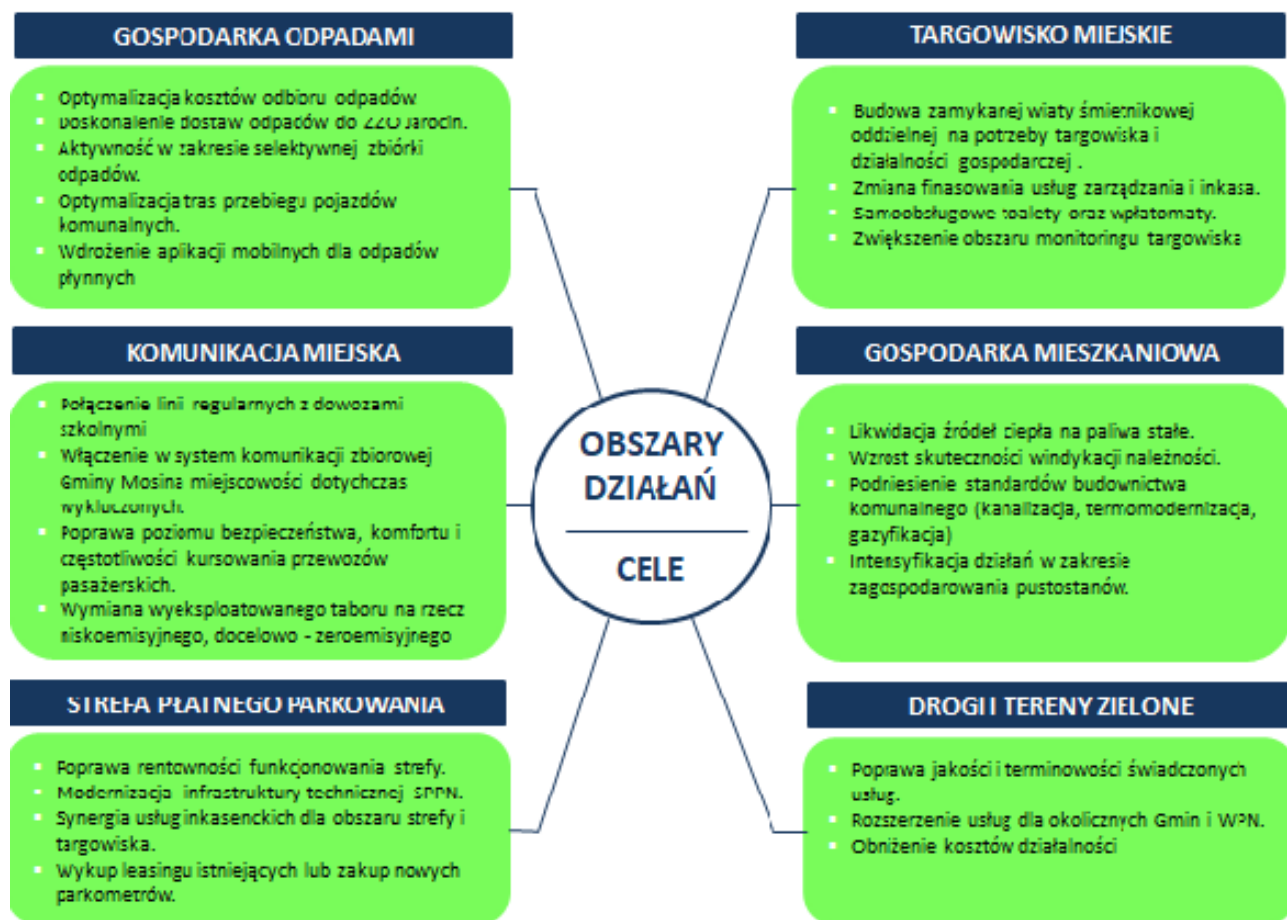 GOSPODARKA ODPADAMI
Optymalizacja kosztów odbioru odpadów
Doskonalenie dostaw odpadów do ZZO Jarocin.
Aktywność w zakresie selektywnej zbiórki
odpadów.
Optymalizacja tras przebiegu pojazdów
komunalnych.
Wdrożenie aplikacji mobilnych dla odpadów
płynnych
KOMUNIKACJA MIEJSKA
Połączenie linii regularnych z dowozami
szkolnymi
Włączenie w system komunikacji zbiorowej
Gminy Mosina miejscowości dotychczas
wykluczonych.
Poprawa poziomu bezpieczeństwa, komfortu i
częstotliwości kursowania przewozów
pasażerskich.
Wymiana wyeksploatowanego taboru na rzecz
niskoemisyjnego, docelowo - zeroemisyjnego
STREFA PŁATNEGO PARKOWANIA
Poprawa rentowności funkcjonowania strefy.
Modernizacja infrastruktury technicznej SPPN.
Synergia usług inkasenckich dla obszaru strefy i
targowiska.
Wykup leasingu istniejących lub zakup nowych
parkometrów.
OBSZARY
DZIAŁAŃ
CELE
TARGOWISKO MIEJSKIE
Budowa zamykanej wiaty śmietnikowej
oddzielnej na potrzeby targowiska i
działalności gospodarczej .
Zmiana finasowania usług zarządzania i inkasa.
Samoobsługowe toalety oraz wpłatomaty.
Zwiększenie obszaru monitoringu targowiska
GOSPODARKA MIESZKANIOWA
Likwidacja źródeł ciepła na paliwa stałe.
Wzrost skuteczności windykacji należności.
Podniesienie standardów budownictwa
komunalnego (kanalizacja, termomodernizacja,
gazyfikacja)
Intensyfikacja działań w zakresie
zagospodarowania pustostanów.
DROGI I TERENY ZIELONE
Poprawa jakości i terminowości świadczonych
usług.
Rozszerzenie usług dla okolicznych Gmin i WPN.
Obniżenie kosztów działalności